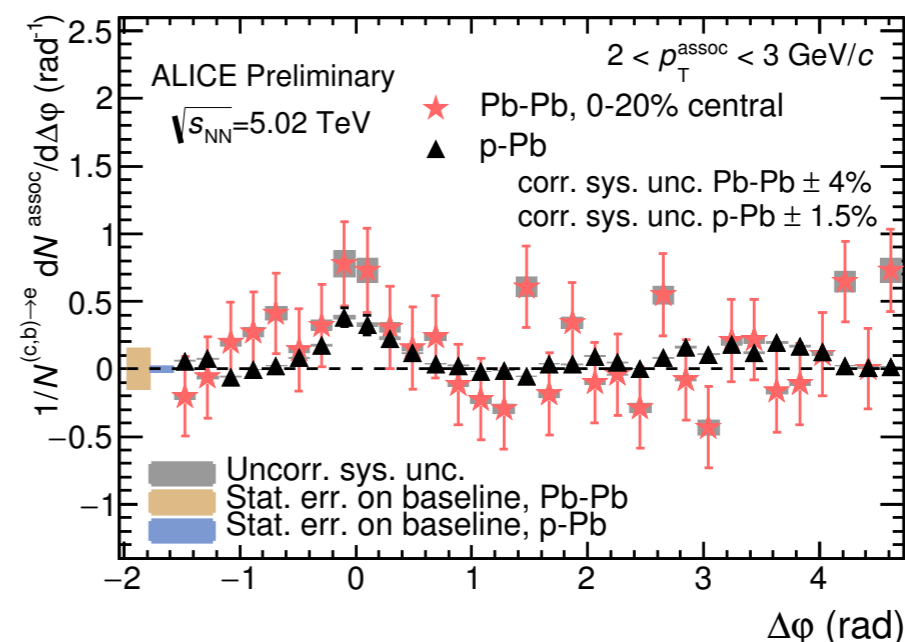 2 < p_T^assoc < 3 GeV/c
ALICE Preliminary
√s_NN=5.02 TeV
Pb-Pb, 0-20% central
p-Pb
corr. sys. unc. Pb-Pb ± 4%
corr. sys. unc. p-Pb ± 1.5%
1/N^(c,b)→e dN^assoc/dΔφ (rad⁻¹)
2.5
2
1.5
1
0.5
0
−0.5
−1
Uncorr. sys. unc.
Stat. err. on baseline, Pb-Pb
Stat. err. on baseline, p-Pb
−2 −1 0 1 2 3 4
Δφ (rad)